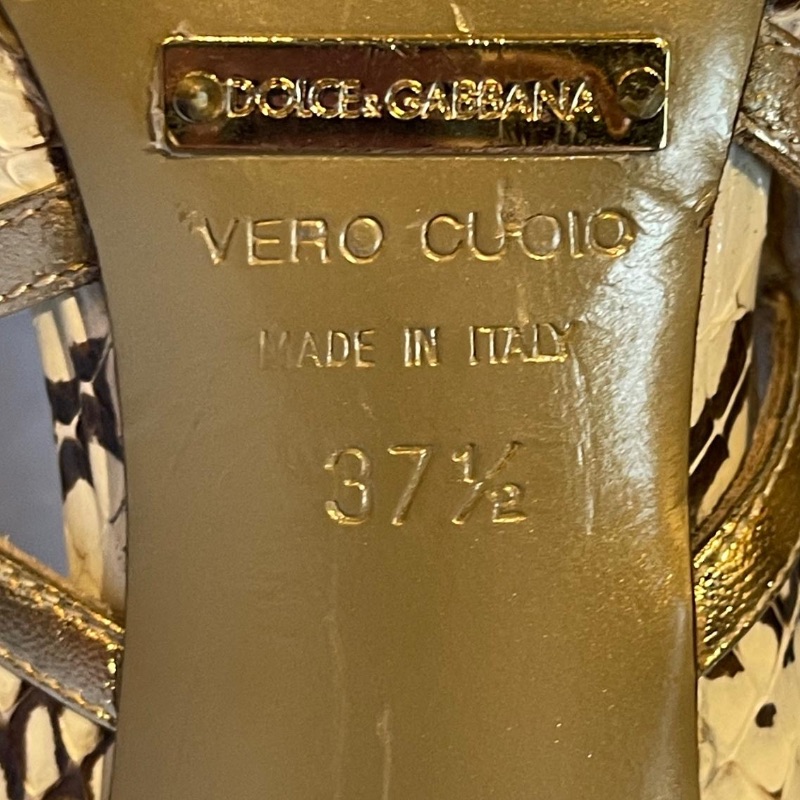 DOLCE & GABBANA
VERO CUOIO
MADE IN ITALY
37½